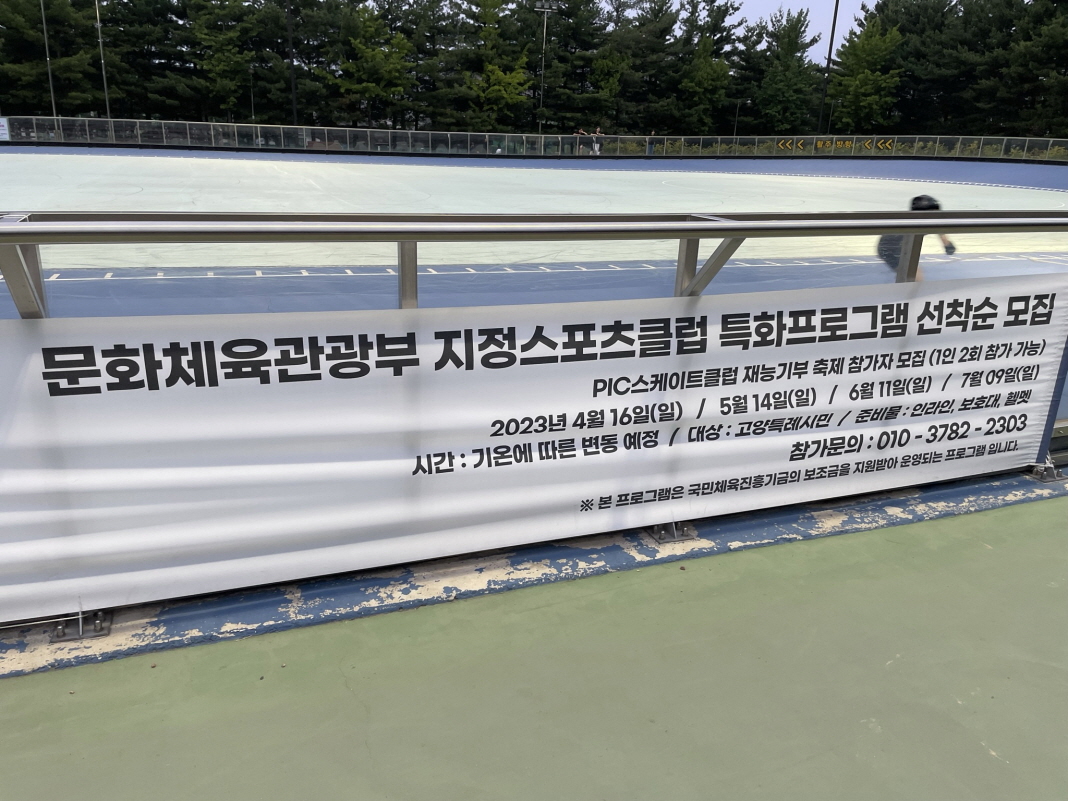 문화체육관광부 지정스포츠클럽 특화프로그램 선착순 모집
PIC스케이트클럽 재능기부 축제 참가자 모집 (1인 2회 참가 가능)
2023년 4월 16일(일) / 5월 14일(일) / 6월 11일(일) / 7월 09일(일)
시간 : 기온에 따른 변동 예정 / 대상 : 고양특례시민 / 준비물 : 인라인, 보호대, 헬멧
참가문의 : 010 - 3782 - 2303
※ 본 프로그램은 국민체육진흥기금의 보조금을 지원받아 운영되는 프로그램 입니다.